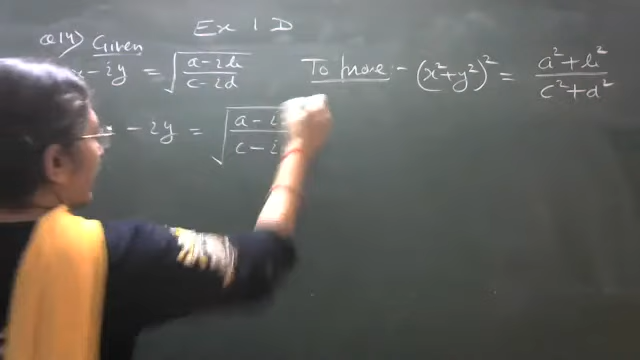 Ex 1 D
Q14) Given
x - iy = √(a - ib / c - id)
To prove :- (x² + y²)² = a² + b² / c² + d²
- iy = √(a - i / c - i